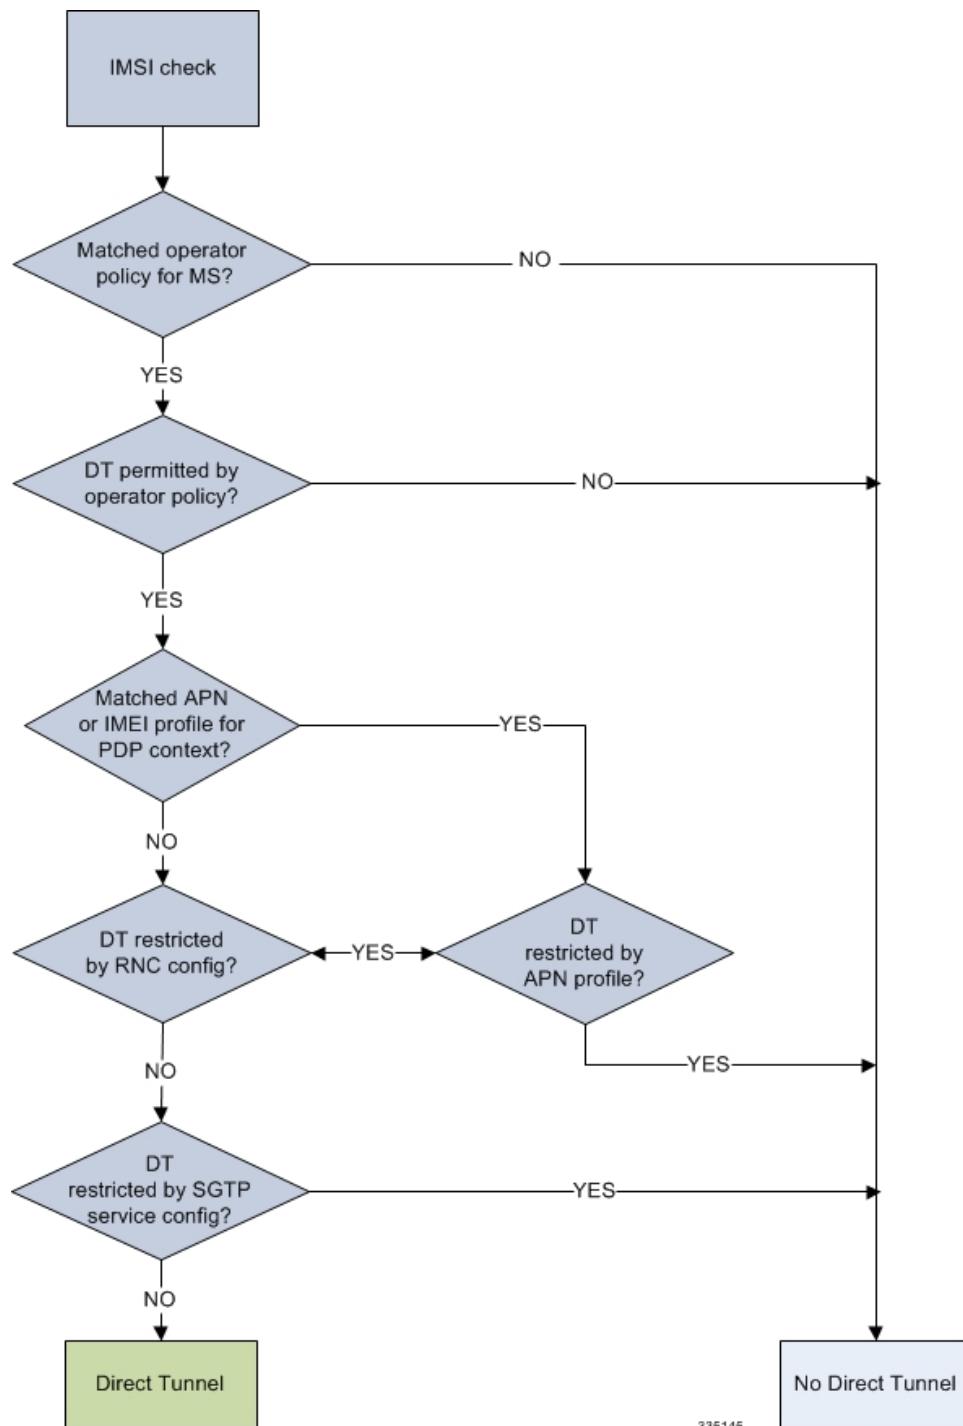 IMSI check
Matched operator
policy for MS?
NO
YES
DT permitted by
operator policy?
NO
YES
Matched APN
or IMEI profile for
PDP context?
YES
NO
DT restricted
by RNC config?
YES
DT
restricted by
APN profile?
NO
YES
DT
restricted by SGTP
service config?
YES
NO
Direct Tunnel
No Direct Tunnel